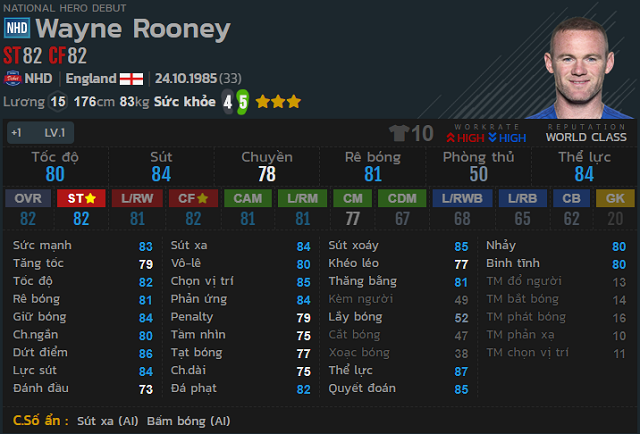 NATIONAL HERO DEBUT
NHD Wayne Rooney
ST 82 CF 82
NHD England 24.10.1985 (33)
Lương 15 176cm 83kg Sức khỏe 4 5
+1 LV.1 10 WORKRATE HIGH HIGH REPUTATION WORLD CLASS
Tốc độ Sút Chuyền Rê bóng Phòng thủ Thể lực
80 84 78 81 50 84
OVR ST L/RW CF CAM L/RM CM CDM L/RWB L/RB CB GK
82 82 81 82 81 81 77 67 68 65 62 20
Sức mạnh 83 Sút xa 84 Sút xoáy 85 Nhảy 80
Tăng tốc 79 Vô-lê 80 Khéo léo 77 Bình tĩnh 80
Tốc độ 82 Chọn vị trí 85 Thăng bằng 81 TM đổ người 13
Rê bóng 81 Phản ứng 84 Kèm người 49 TM bắt bóng 14
Giữ bóng 84 Penalty 79 Lấy bóng 52 TM phát bóng 16
Ch.ngắn 80 Tầm nhìn 75 Cắt bóng 47 TM phản xạ 10
Dứt điểm 86 Tạt bóng 77 Xoạc bóng 38 TM chọn vị trí 11
Lực sút 84 Ch.dài 75 Thể lực 87
Đánh đầu 73 Đá phạt 82 Quyết đoán 85
C.Số ẩn : Sút xa (AI) Bấm bóng (AI)